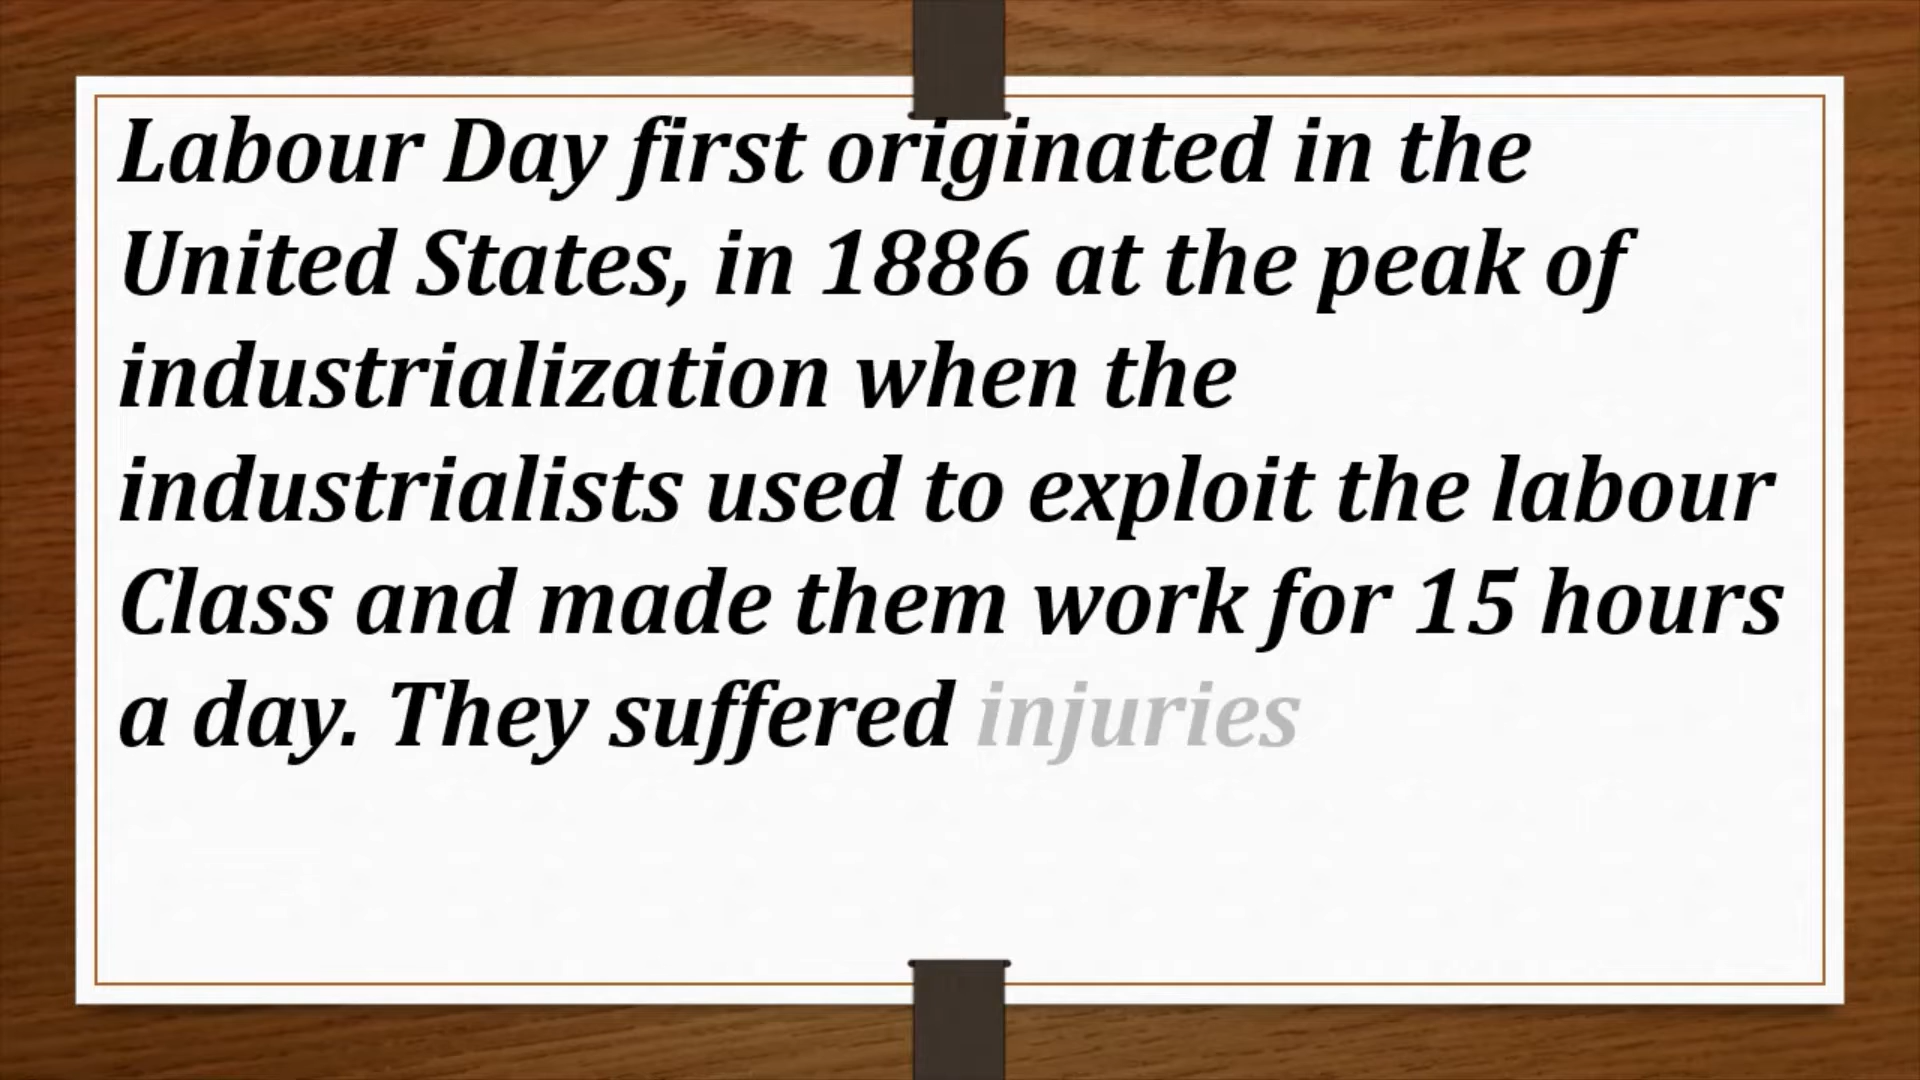 Labour Day first originated in the
United States, in 1886 at the peak of
industrialization when the
industrialists used to exploit the labour
Class and made them work for 15 hours
a day. They suffered injuries